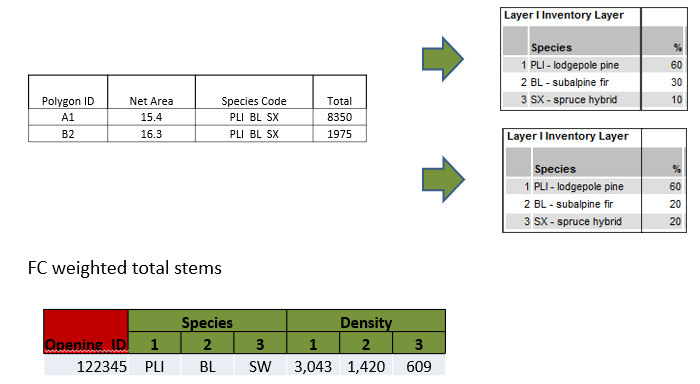 Layer I Inventory Layer
Species %
1 PLI - lodgepole pine 60
2 BL - subalpine fir 30
3 SX - spruce hybrid 10
Polygon ID Net Area Species Code Total
A1 15.4 PLI BL SX 8350
B2 16.3 PLI BL SX 1975
Layer I Inventory Layer
Species %
1 PLI - lodgepole pine 60
2 BL - subalpine fir 20
3 SX - spruce hybrid 20
FC weighted total stems
Species Density
Opening_ID 1 2 3 1 2 3
122345 PLI BL SW 3,043 1,420 609